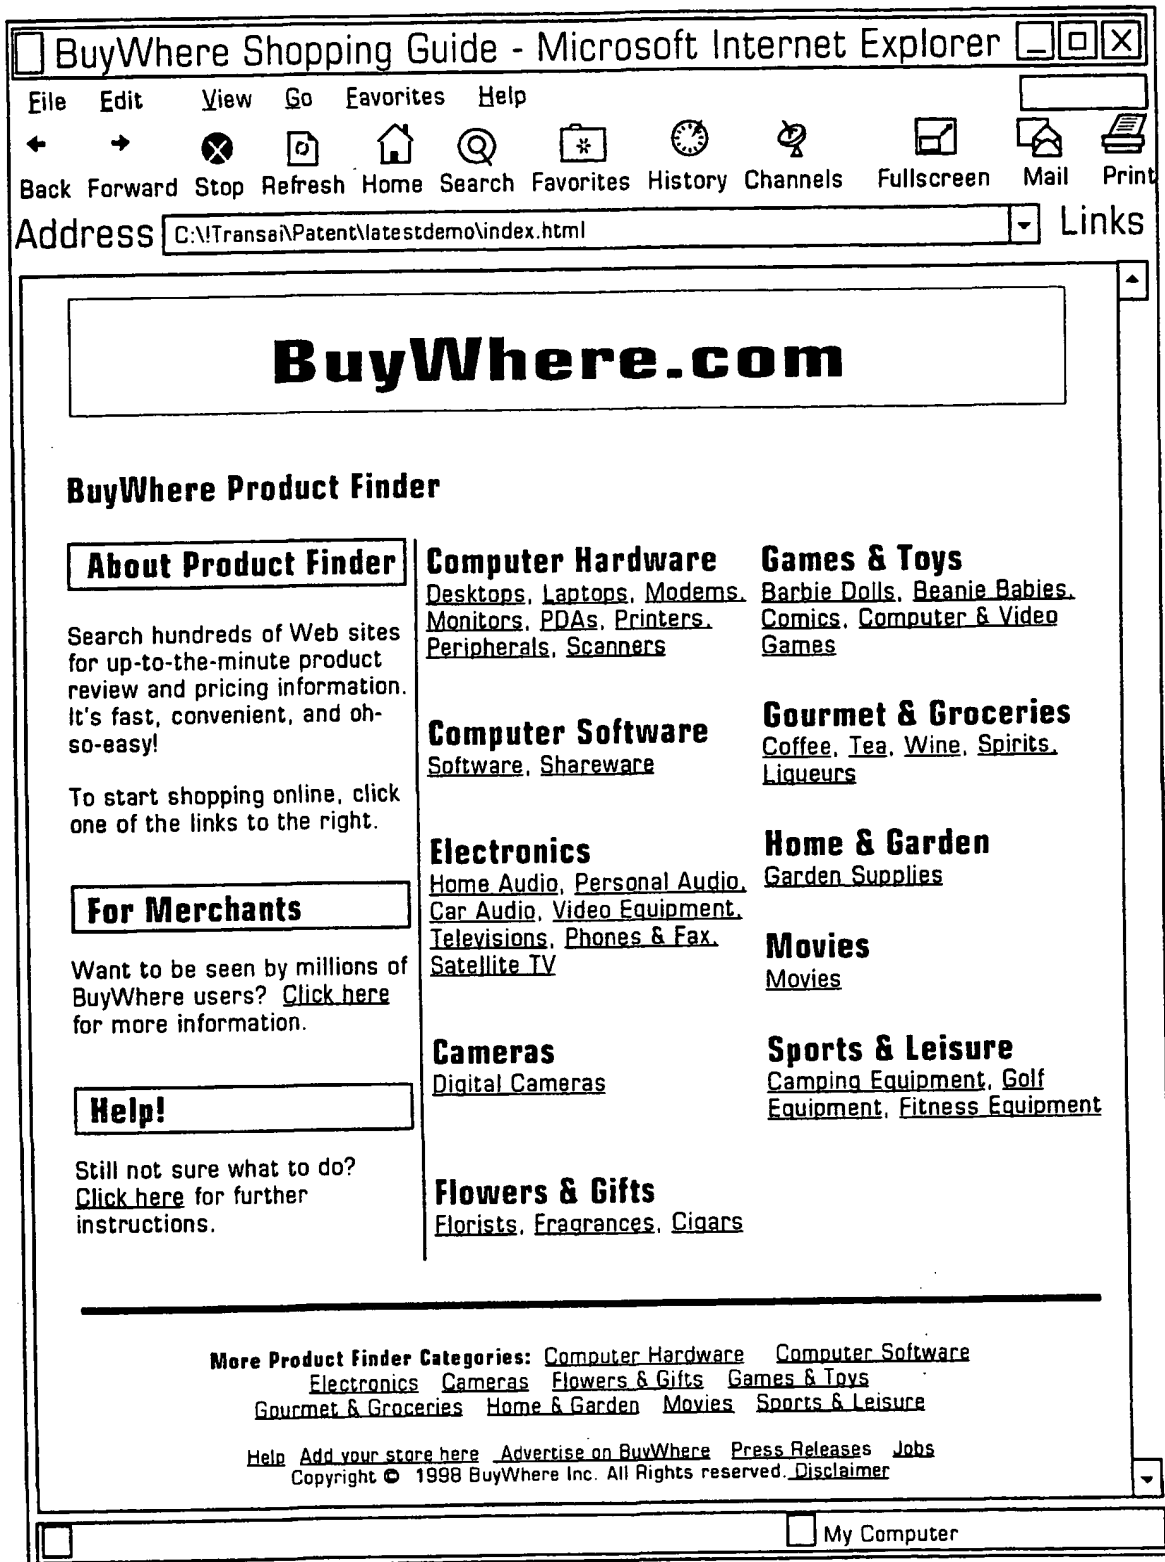 BuyWhere Shopping Guide - Microsoft Internet Explorer
File Edit View Go Favorites Help
Back Forward Stop Refresh Home Search Favorites History Channels Fullscreen Mail Print
Address C:\!Transai\Patent\latestdemo\index.html Links
BuyWhere.com
BuyWhere Product Finder
About Product Finder
Search hundreds of Web sites
for up-to-the-minute product
review and pricing information.
It's fast, convenient, and oh-
so-easy!
To start shopping online, click
one of the links to the right.
For Merchants
Want to be seen by millions of
BuyWhere users? Click here
for more information.
Help!
Still not sure what to do?
Click here for further
instructions.
Computer Hardware
Desktops, Laptops, Modems,
Monitors, PDAs, Printers,
Peripherals, Scanners
Computer Software
Software, Shareware
Electronics
Home Audio, Personal Audio,
Car Audio, Video Equipment,
Televisions, Phones & Fax,
Satellite TV
Cameras
Digital Cameras
Flowers & Gifts
Florists, Fragrances, Cigars
Games & Toys
Barbie Dolls, Beanie Babies,
Comics, Computer & Video
Games
Gourmet & Groceries
Coffee, Tea, Wine, Spirits,
Liqueurs
Home & Garden
Garden Supplies
Movies
Movies
Sports & Leisure
Camping Equipment, Golf
Equipment, Fitness Equipment
More Product Finder Categories: Computer Hardware Computer Software
Electronics Cameras Flowers & Gifts Games & Toys
Gourmet & Groceries Home & Garden Movies Sports & Leisure
Help Add your store here Advertise on BuyWhere Press Releases Jobs
Copyright © 1998 BuyWhere Inc. All Rights reserved. Disclaimer
My Computer